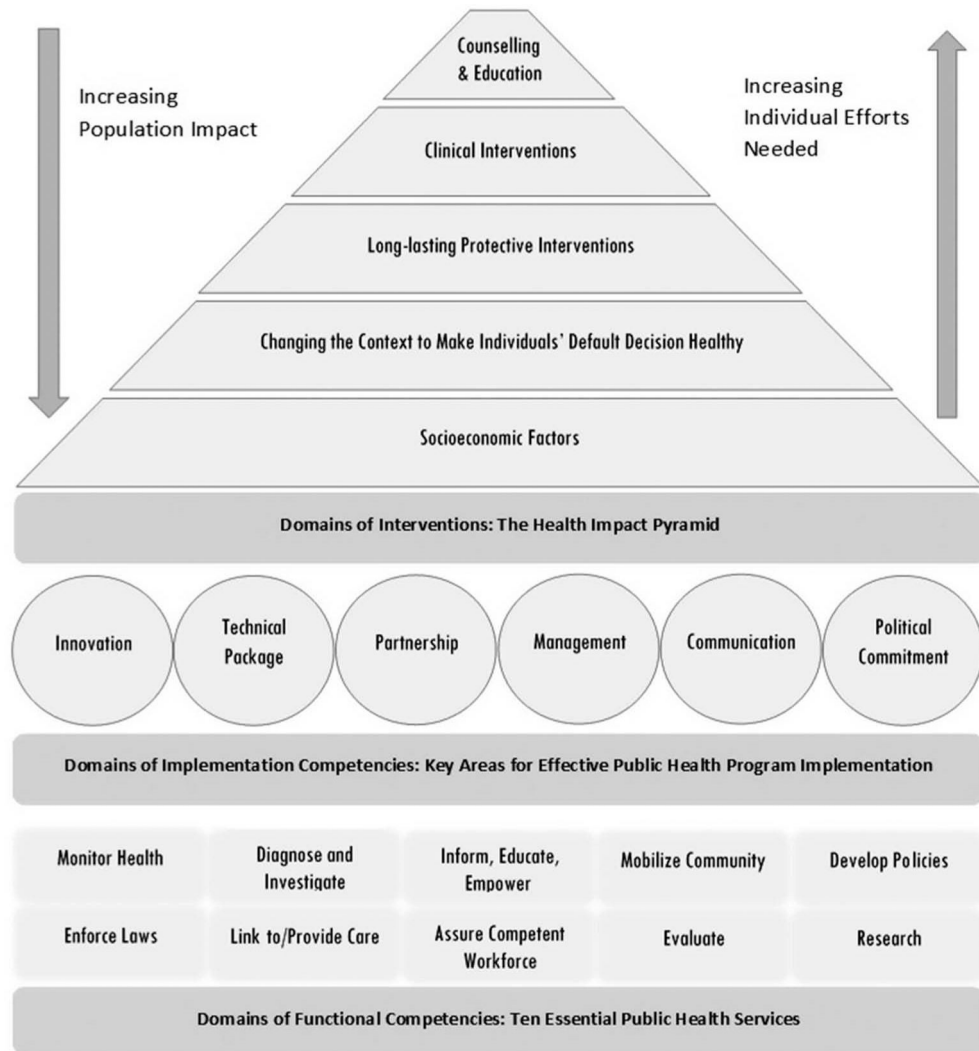 Counselling
& Education
Increasing
Population Impact
Increasing
Individual Efforts
Needed
Clinical Interventions
Long-lasting Protective Interventions
Changing the Context to Make Individuals’ Default Decision Healthy
Socioeconomic Factors
Domains of Interventions: The Health Impact Pyramid
Innovation
Technical
Package
Partnership
Management
Communication
Political
Commitment
Domains of Implementation Competencies: Key Areas for Effective Public Health Program Implementation
Monitor Health
Diagnose and
Investigate
Inform, Educate,
Empower
Mobilize Community
Develop Policies
Enforce Laws
Link to/Provide Care
Assure Competent
Workforce
Evaluate
Research
Domains of Functional Competencies: Ten Essential Public Health Services